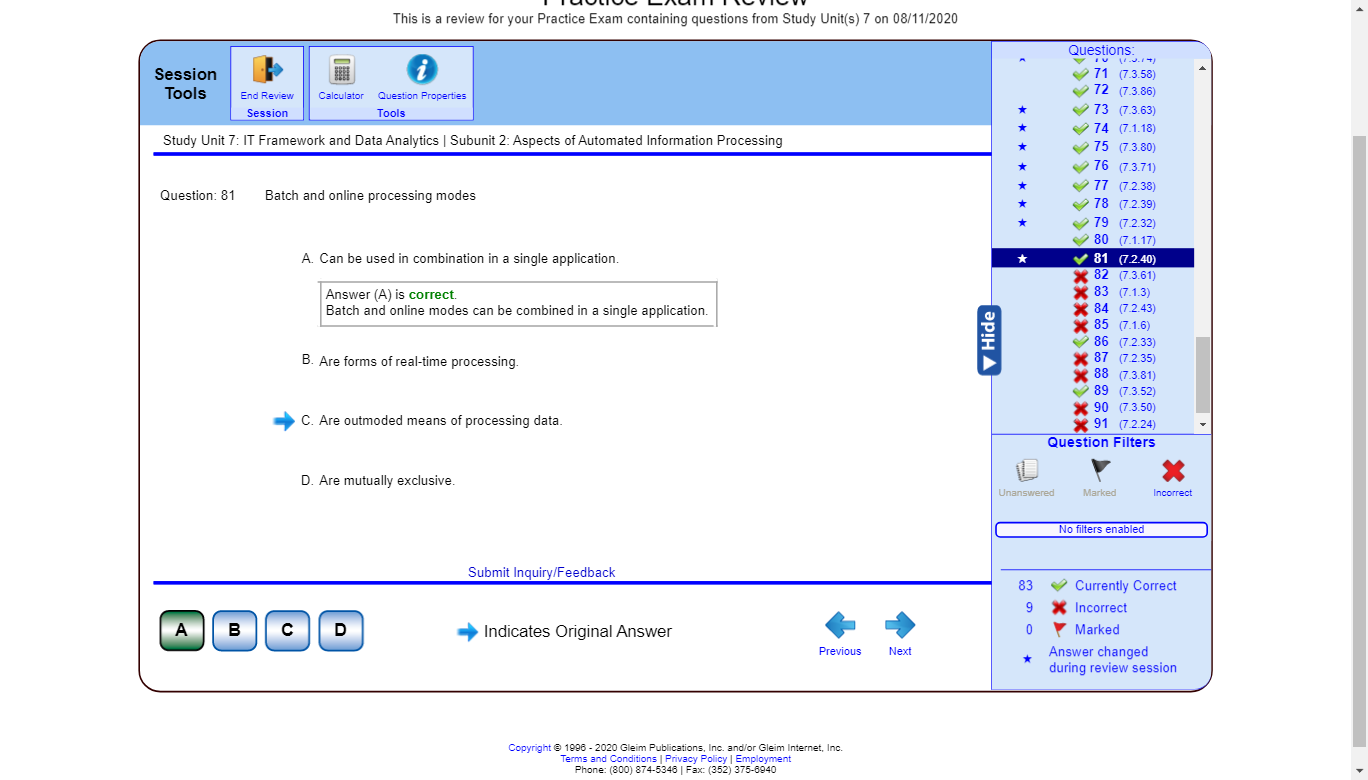 Practice Exam Review
This is a review for your Practice Exam containing questions from Study Unit(s) 7 on 08/11/2020
Session Tools
End Review
Session
Calculator
Question Properties
Tools
Study Unit 7: IT Framework and Data Analytics | Subunit 2: Aspects of Automated Information Processing
Question: 81 Batch and online processing modes
A. Can be used in combination in a single application.
Answer (A) is correct.
Batch and online modes can be combined in a single application.
B. Are forms of real-time processing.
C. Are outmoded means of processing data.
D. Are mutually exclusive.
Submit Inquiry/Feedback
A B C D
Indicates Original Answer
Previous
Next
Hide
Questions:
70 (7.3.74)
71 (7.3.58)
72 (7.3.86)
73 (7.3.63)
74 (7.1.18)
75 (7.3.80)
76 (7.3.71)
77 (7.2.38)
78 (7.2.39)
79 (7.2.32)
80 (7.1.17)
81 (7.2.40)
82 (7.3.61)
83 (7.1.3)
84 (7.2.43)
85 (7.1.6)
86 (7.2.33)
87 (7.2.35)
88 (7.3.81)
89 (7.3.52)
90 (7.3.50)
91 (7.2.24)
Question Filters
Unanswered
Marked
Incorrect
No filters enabled
83 Currently Correct
9 Incorrect
0 Marked
Answer changed
during review session
Copyright © 1996 - 2020 Gleim Publications, Inc. and/or Gleim Internet, Inc.
Terms and Conditions | Privacy Policy | Employment
Phone: (800) 874-5346 | Fax: (352) 375-6940